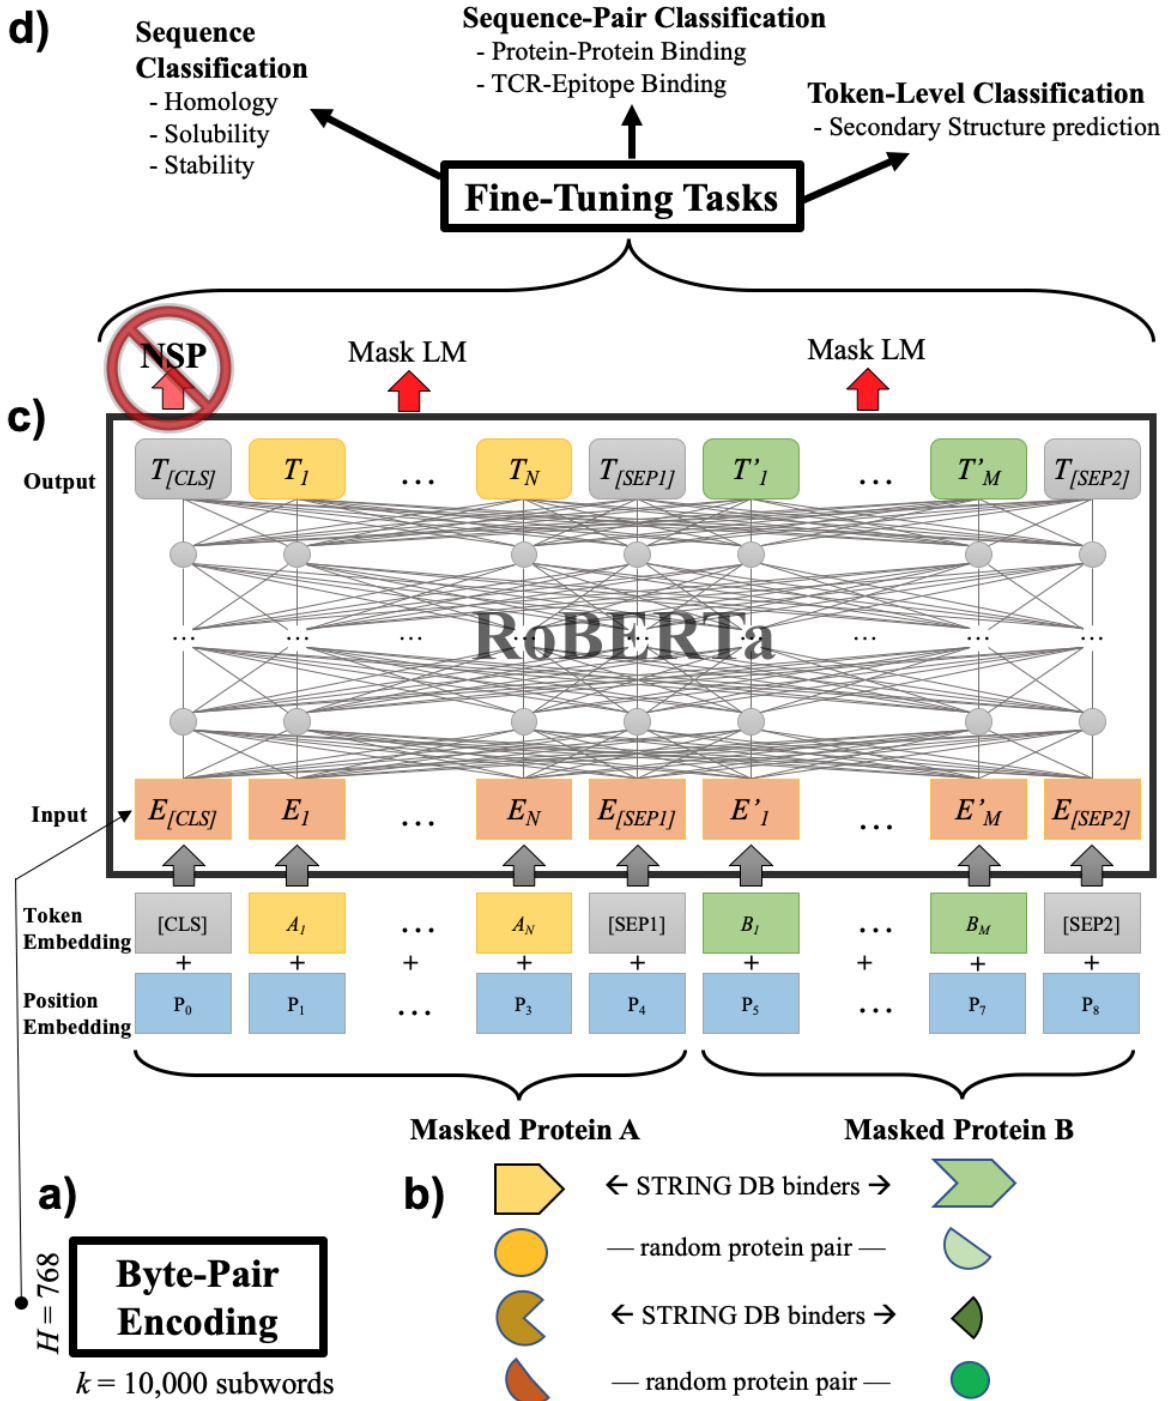 d)
Sequence
Classification
- Homology
- Solubility
- Stability
Sequence-Pair Classification
- Protein-Protein Binding
- TCR-Epitope Binding
Token-Level Classification
- Secondary Structure prediction
Fine-Tuning Tasks
NSP
Mask LM
Mask LM
c)
Output
T[CLS] T1 ... TN T[SEP1] T'1 ... T'M T[SEP2]
... ... ... ... ... ... ... ... ...
RoBERTa
Input
E[CLS] E1 ... EN E[SEP1] E'1 ... E'M E[SEP2]
Token
Embedding
[CLS] A1 ... AN [SEP1] B1 ... BM [SEP2]
+ + + + + + + + +
Position
Embedding
P0 P1 ... P3 P4 P5 ... P7 P8
Masked Protein A
Masked Protein B
a)
H = 768
Byte-Pair
Encoding
k = 10,000 subwords
b)
← STRING DB binders →
— random protein pair —
← STRING DB binders →
— random protein pair —